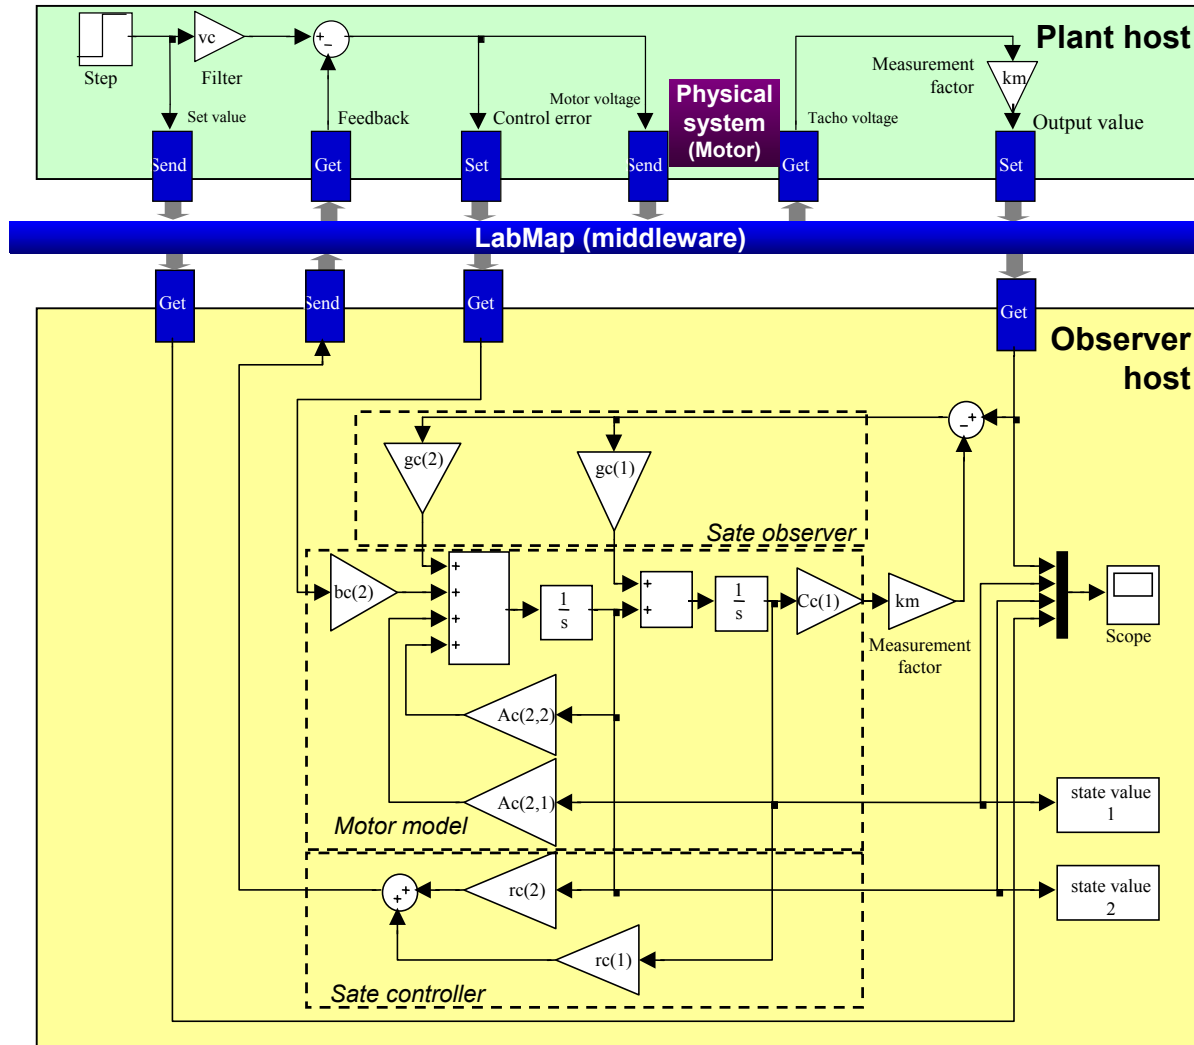 Plant host
Step
vc
Filter
+
−
Set value
Feedback
Control error
Motor voltage
Physical
system
(Motor)
Tacho voltage
Measurement
factor
km
Output value
Send
Get
Set
Send
Get
Set
LabMap (middleware)
Get
Send
Get
Get
Observer
host
−
+
gc(2)
gc(1)
Sate observer
bc(2)
+
+
+
+
1
s
+
+
1
s
Cc(1)
km
Measurement
factor
Scope
Ac(2,2)
Ac(2,1)
Motor model
state value
1
+
+
rc(2)
state value
2
rc(1)
Sate controller